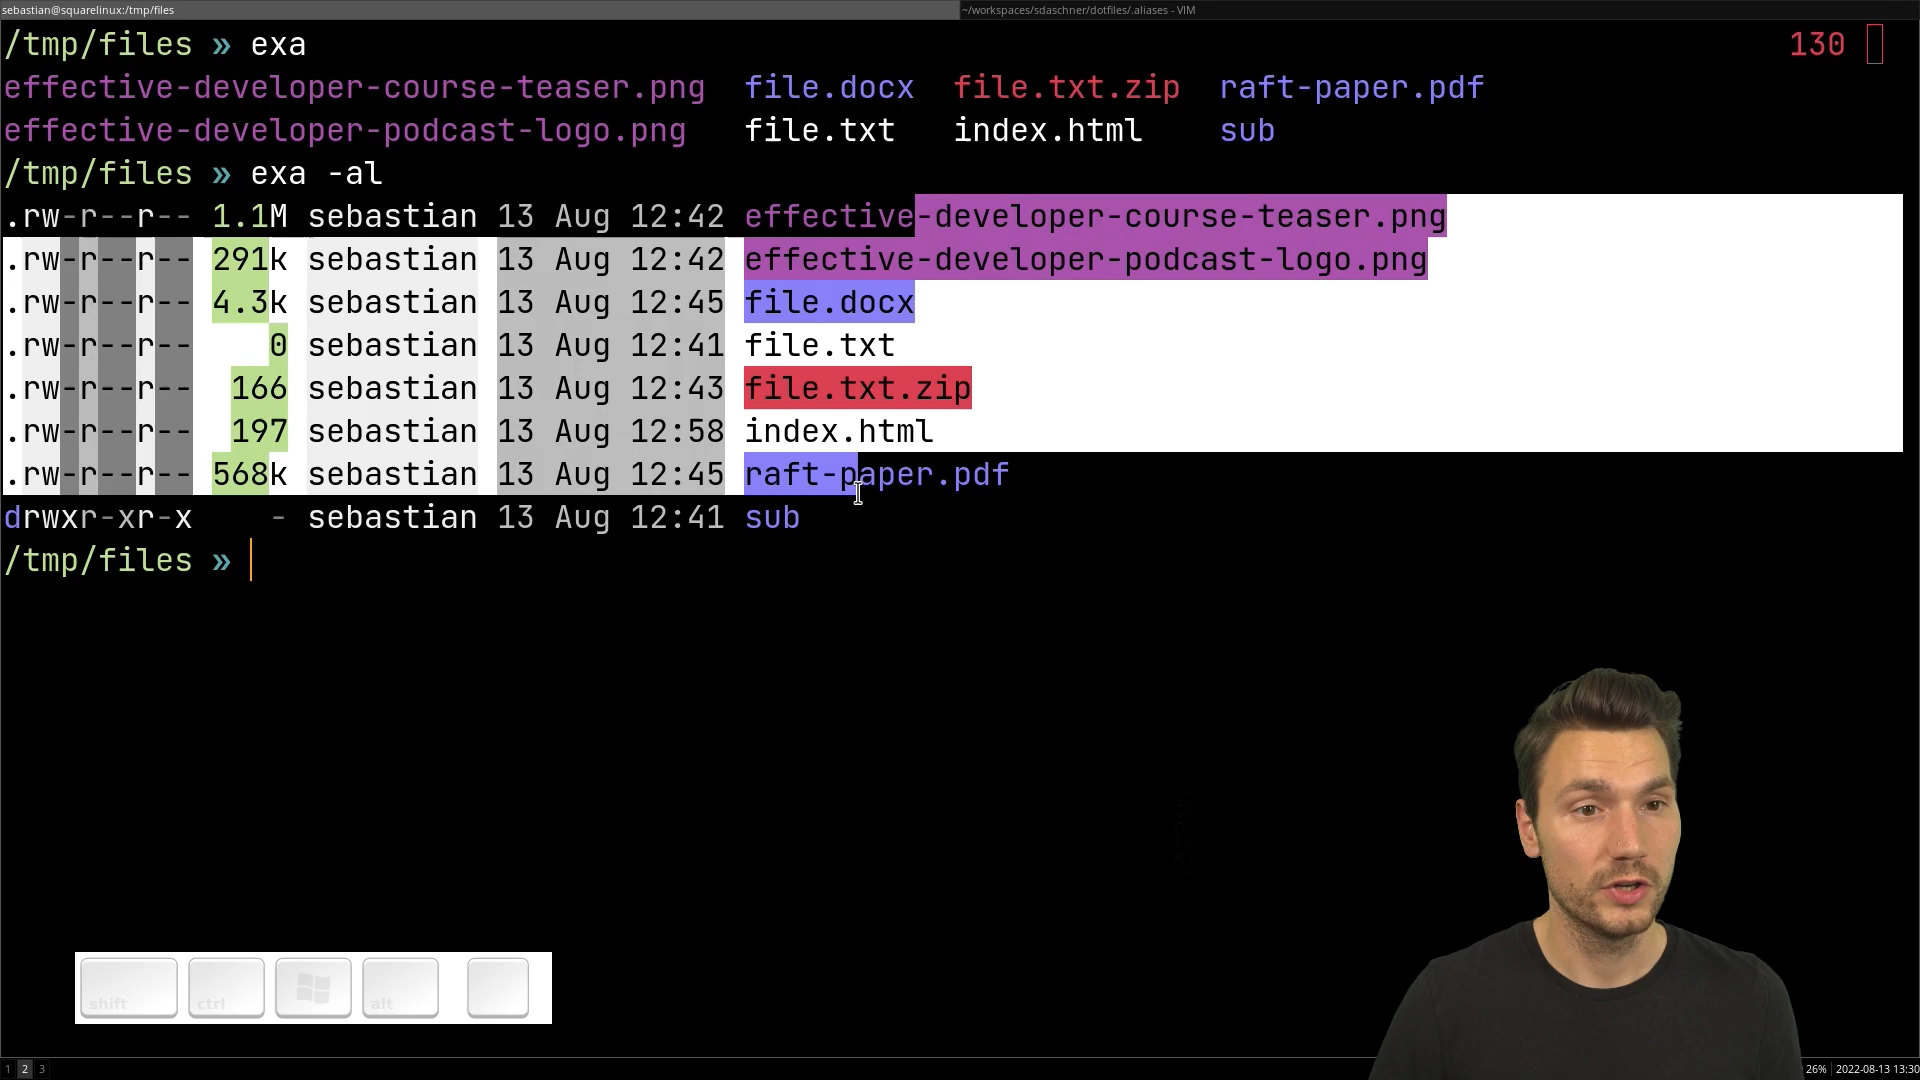 sebastian@squarelinux:/tmp/files
~/workspaces/sdaschner/dotfiles/.aliases - VIM
/tmp/files » exa
130
effective-developer-course-teaser.png file.docx file.txt.zip raft-paper.pdf
effective-developer-podcast-logo.png file.txt index.html sub
/tmp/files » exa -al
.rw-r--r-- 1.1M sebastian 13 Aug 12:42 effective-developer-course-teaser.png
.rw-r--r-- 291k sebastian 13 Aug 12:42 effective-developer-podcast-logo.png
.rw-r--r-- 4.3k sebastian 13 Aug 12:45 file.docx
.rw-r--r-- 0 sebastian 13 Aug 12:41 file.txt
.rw-r--r-- 166 sebastian 13 Aug 12:43 file.txt.zip
.rw-r--r-- 197 sebastian 13 Aug 12:58 index.html
.rw-r--r-- 568k sebastian 13 Aug 12:45 raft-paper.pdf
drwxr-xr-x - sebastian 13 Aug 12:41 sub
/tmp/files »
shift ctrl alt
1 2 3
26% 2022-08-13 13:30